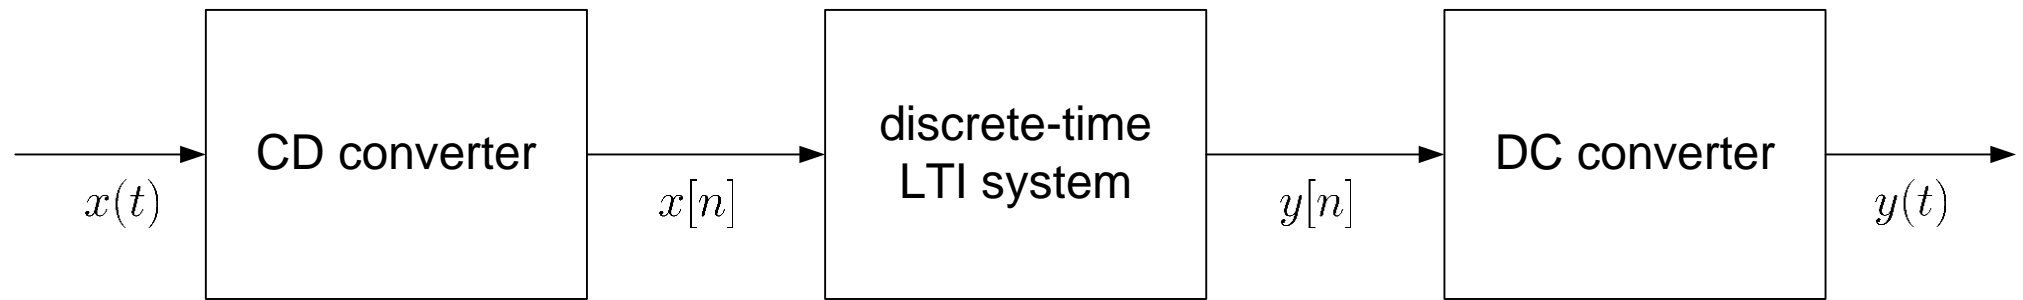 CD converter
discrete-time
LTI system
DC converter
x(t)
x[n]
y[n]
y(t)